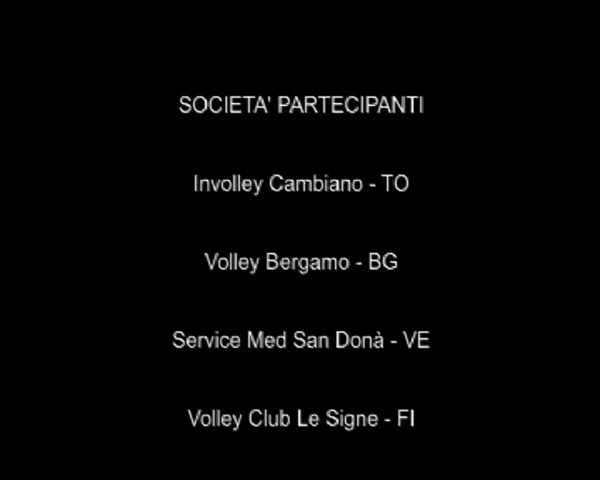 SOCIETA' PARTECIPANTI
Involley Cambiano - TO
Volley Bergamo - BG
Service Med San Donà - VE
Volley Club Le Signe - FI